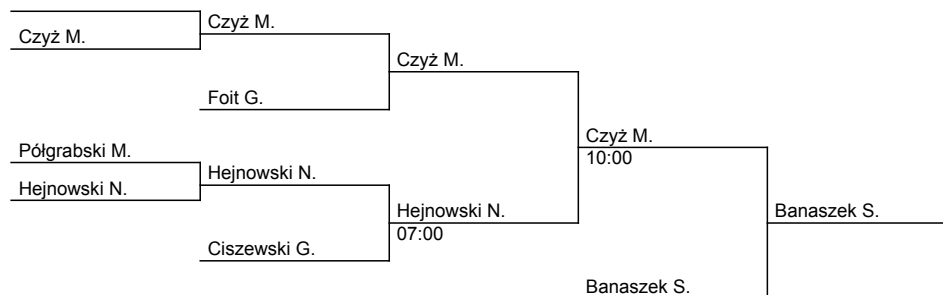 Czyż M.
Czyż M.
Czyż M.
Foit G.
Czyż M.
10:00
Półgrabski M.
Hejnowski N.
Hejnowski N.
Hejnowski N.
07:00
Banaszek S.
Ciszewski G.
Banaszek S.